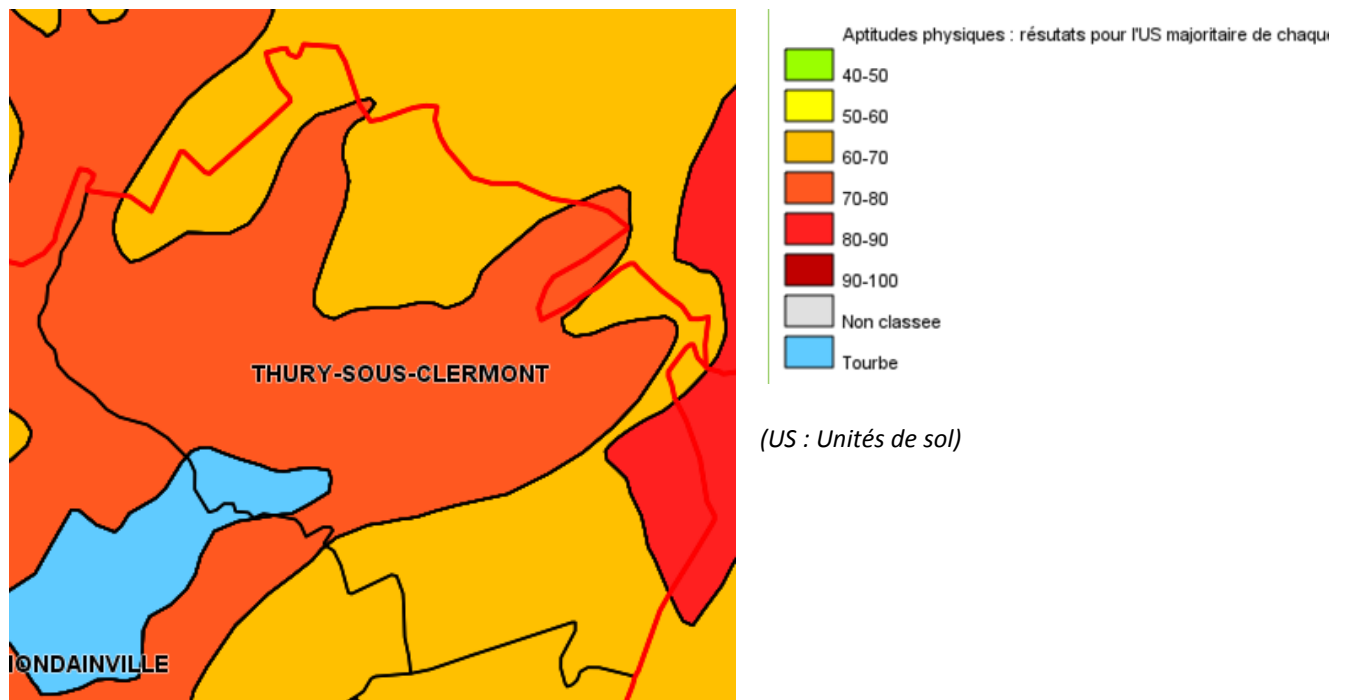 Aptitudes physiques : résutats pour l'US majoritaire de chaqu
40-50
50-60
60-70
70-80
80-90
90-100
Non classee
Tourbe
THURY-SOUS-CLERMONT
(US : Unités de sol)
IONDAINVILLE